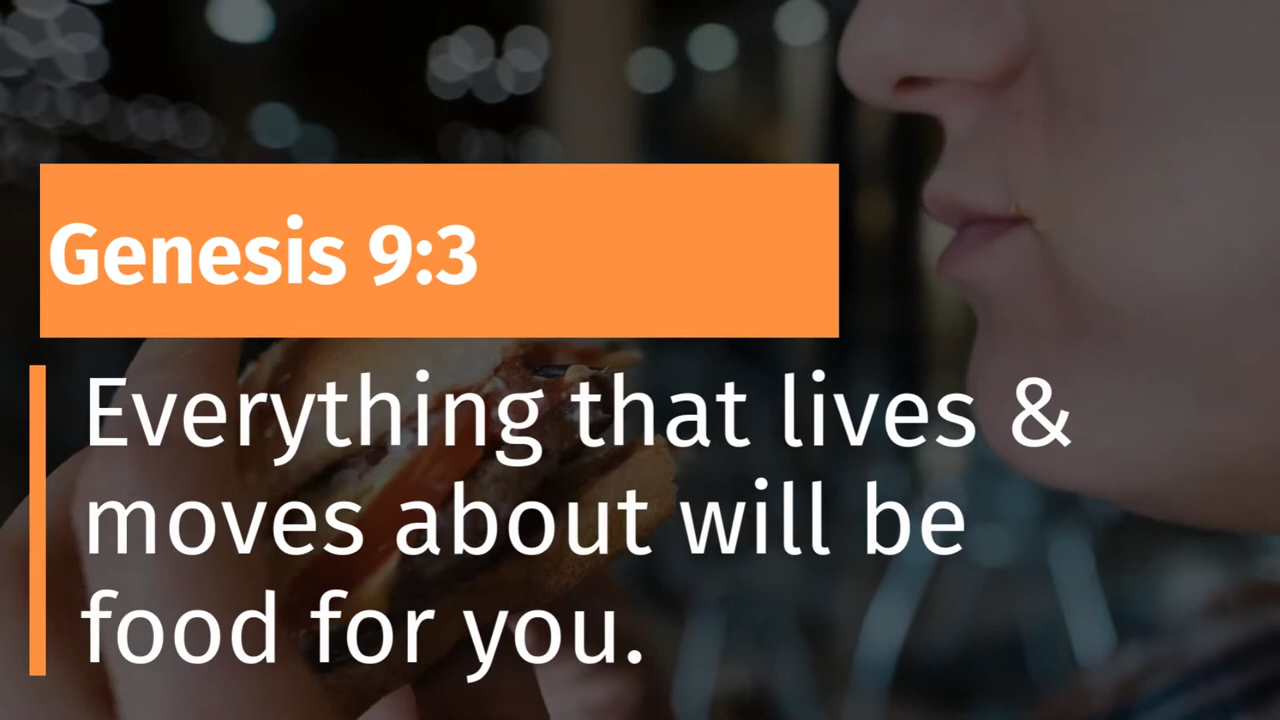 Genesis 9:3
Everything that lives &
moves about will be
food for you.